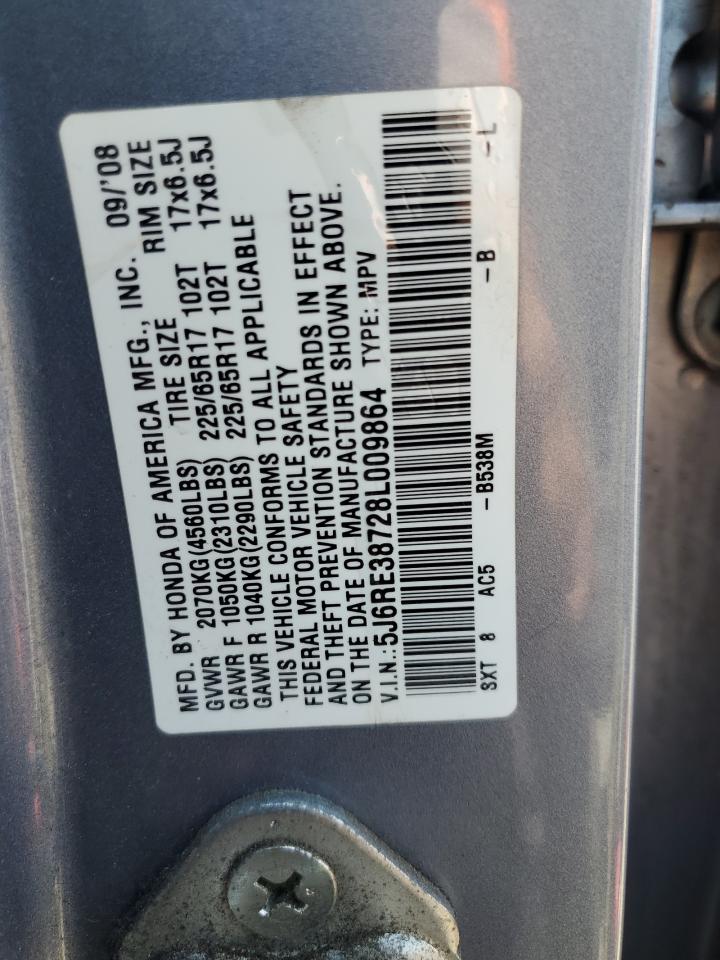 MFD. BY HONDA OF AMERICA MFG., INC. 09/'08
GVWR 2070KG(4560LBS) TIRE SIZE RIM SIZE
GAWR F 1050KG(2310LBS) 225/65R17 102T 17x6.5J
GAWR R 1040KG(2290LBS) 225/65R17 102T 17x6.5J
THIS VEHICLE CONFORMS TO ALL APPLICABLE
FEDERAL MOTOR VEHICLE SAFETY
AND THEFT PREVENTION STANDARDS IN EFFECT
ON THE DATE OF MANUFACTURE SHOWN ABOVE.
V.I.N.:5J6RE38728L009864 TYPE: MPV
SXT 8 AC5 -B538M -B -L